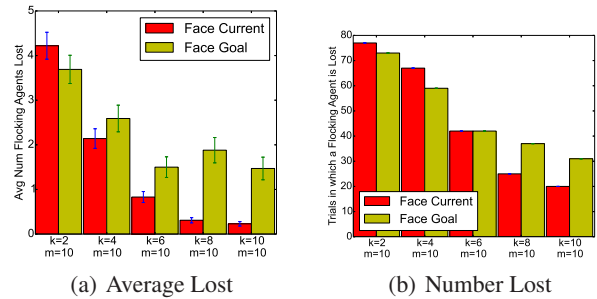 Avg Num Flocking Agents Lost
5
4
3
2
1
0
Face Current
Face Goal
k=2 k=4 k=6 k=8 k=10
m=10 m=10 m=10 m=10 m=10
(a) Average Lost
Trials in which a Flocking Agent is Lost
80
70
60
50
40
30
20
10
0
Face Current
Face Goal
k=2 k=4 k=6 k=8 k=10
m=10 m=10 m=10 m=10 m=10
(b) Number Lost